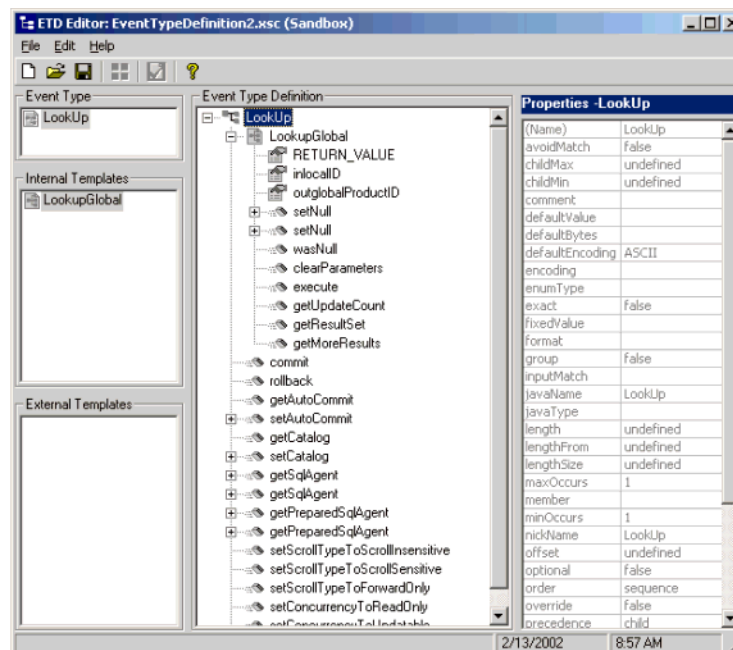 ETD Editor: EventTypeDefinition2.xsc (Sandbox)
File Edit Help
Event Type
LookUp
Internal Templates
LookupGlobal
External Templates
Event Type Definition
LookUp
LookupGlobal
RETURN_VALUE
inlocalID
outglobalProductID
setNull
setNull
wasNull
clearParameters
execute
getUpdateCount
getResultSet
getMoreResults
commit
rollback
getAutoCommit
setAutoCommit
getCatalog
setCatalog
getSqlAgent
getSqlAgent
getPreparedSqlAgent
getPreparedSqlAgent
setScrollTypeToScrollInsensitive
setScrollTypeToScrollSensitive
setScrollTypeToForwardOnly
setConcurrencyToReadOnly
setConcurrencyToUpdatable
Properties -LookUp
(Name) LookUp
avoidMatch false
childMax undefined
childMin undefined
comment
defaultValue
defaultBytes
defaultEncoding ASCII
encoding
enumType
exact false
fixedValue
format
group false
inputMatch
javaName LookUp
javaType
length undefined
lengthFrom undefined
lengthSize undefined
maxOccurs 1
member
minOccurs 1
nickName LookUp
offset undefined
optional false
order sequence
override false
precedence child
2/13/2002 8:57 AM